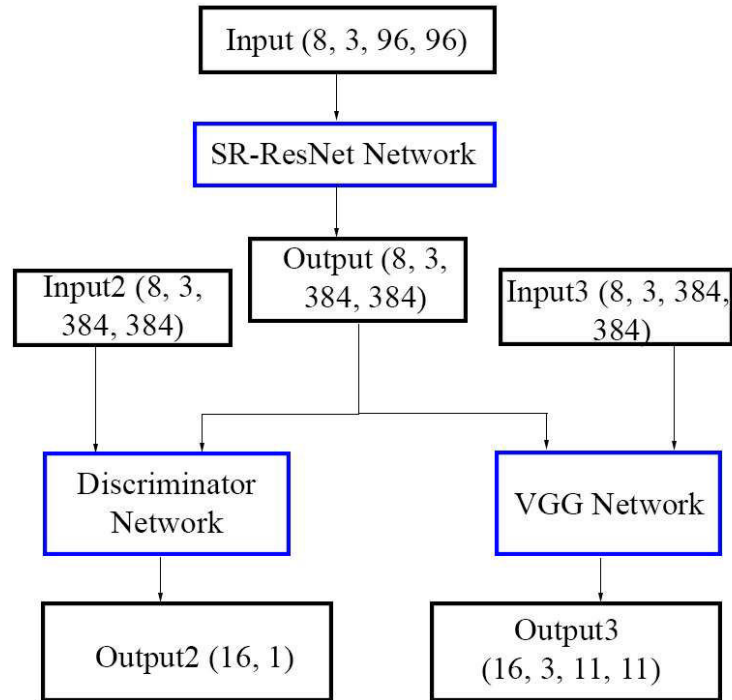 Input (8, 3, 96, 96)
SR-ResNet Network
Output (8, 3,
384, 384)
Input2 (8, 3,
384, 384)
Input3 (8, 3, 384,
384)
Discriminator
Network
VGG Network
Output2 (16, 1)
Output3
(16, 3, 11, 11)